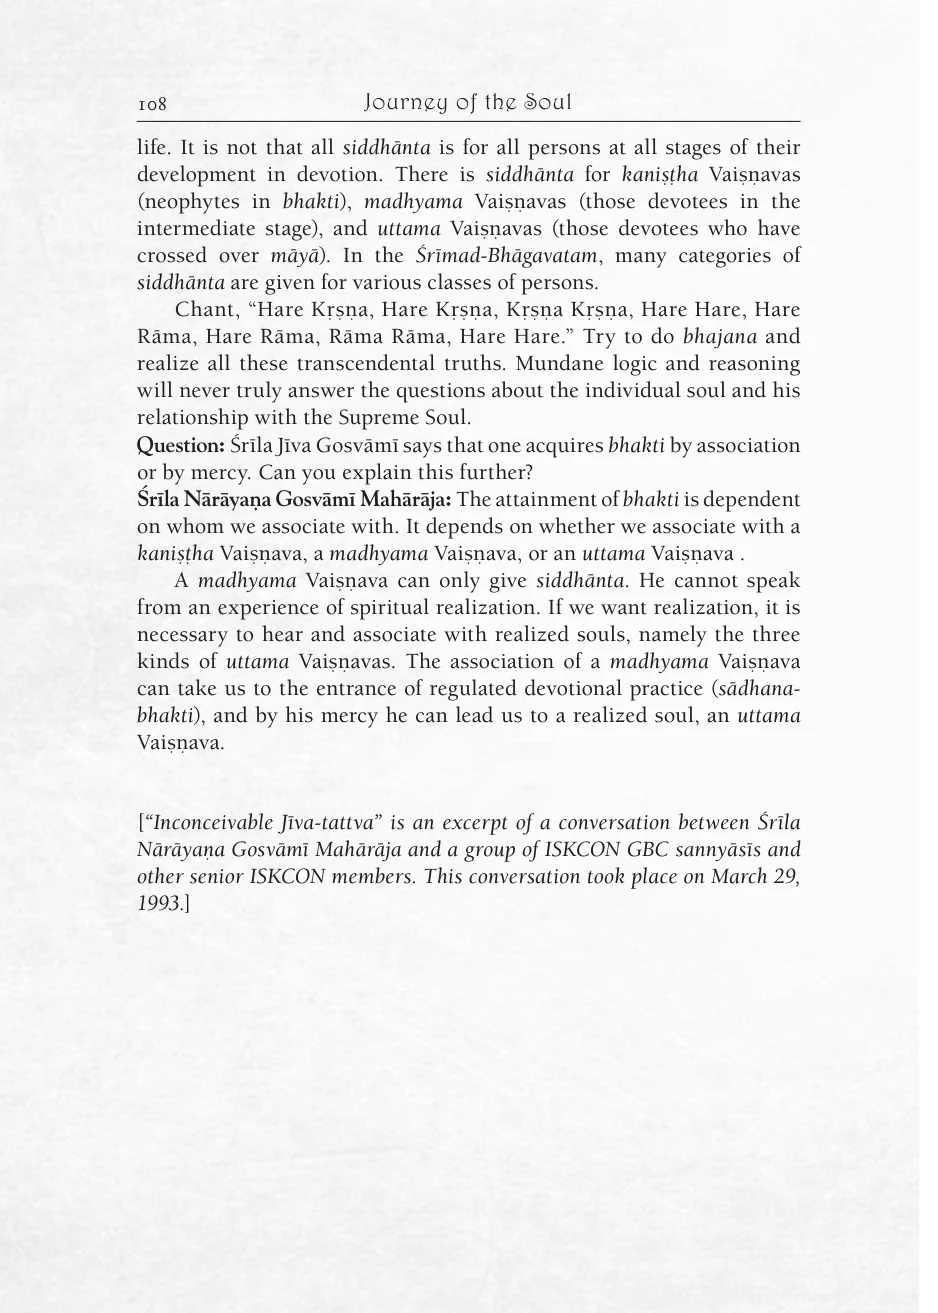 108
Journey of the Soul
life. It is not that all siddhānta is for all persons at all stages of their
development in devotion. There is siddhānta for kaniṣṭha Vaiṣṇavas
(neophytes in bhakti), madhyama Vaiṣṇavas (those devotees in the
intermediate stage), and uttama Vaiṣṇavas (those devotees who have
crossed over māyā). In the Śrīmad-Bhāgavatam, many categories of
siddhānta are given for various classes of persons.
Chant, “Hare Kṛṣṇa, Hare Kṛṣṇa, Kṛṣṇa Kṛṣṇa, Hare Hare, Hare
Rāma, Hare Rāma, Rāma Rāma, Hare Hare.” Try to do bhajana and
realize all these transcendental truths. Mundane logic and reasoning
will never truly answer the questions about the individual soul and his
relationship with the Supreme Soul.
Question: Śrīla Jīva Gosvāmī says that one acquires bhakti by association
or by mercy. Can you explain this further?
Śrīla Nārāyaṇa Gosvāmī Mahārāja: The attainment of bhakti is dependent
on whom we associate with. It depends on whether we associate with a
kaniṣṭha Vaiṣṇava, a madhyama Vaiṣṇava, or an uttama Vaiṣṇava .
A madhyama Vaiṣṇava can only give siddhānta. He cannot speak
from an experience of spiritual realization. If we want realization, it is
necessary to hear and associate with realized souls, namely the three
kinds of uttama Vaiṣṇavas. The association of a madhyama Vaiṣṇava
can take us to the entrance of regulated devotional practice (sādhana-
bhakti), and by his mercy he can lead us to a realized soul, an uttama
Vaiṣṇava.
[“Inconceivable Jīva-tattva” is an excerpt of a conversation between Śrīla
Nārāyaṇa Gosvāmī Mahārāja and a group of ISKCON GBC sannyāsīs and
other senior ISKCON members. This conversation took place on March 29,
1993.]